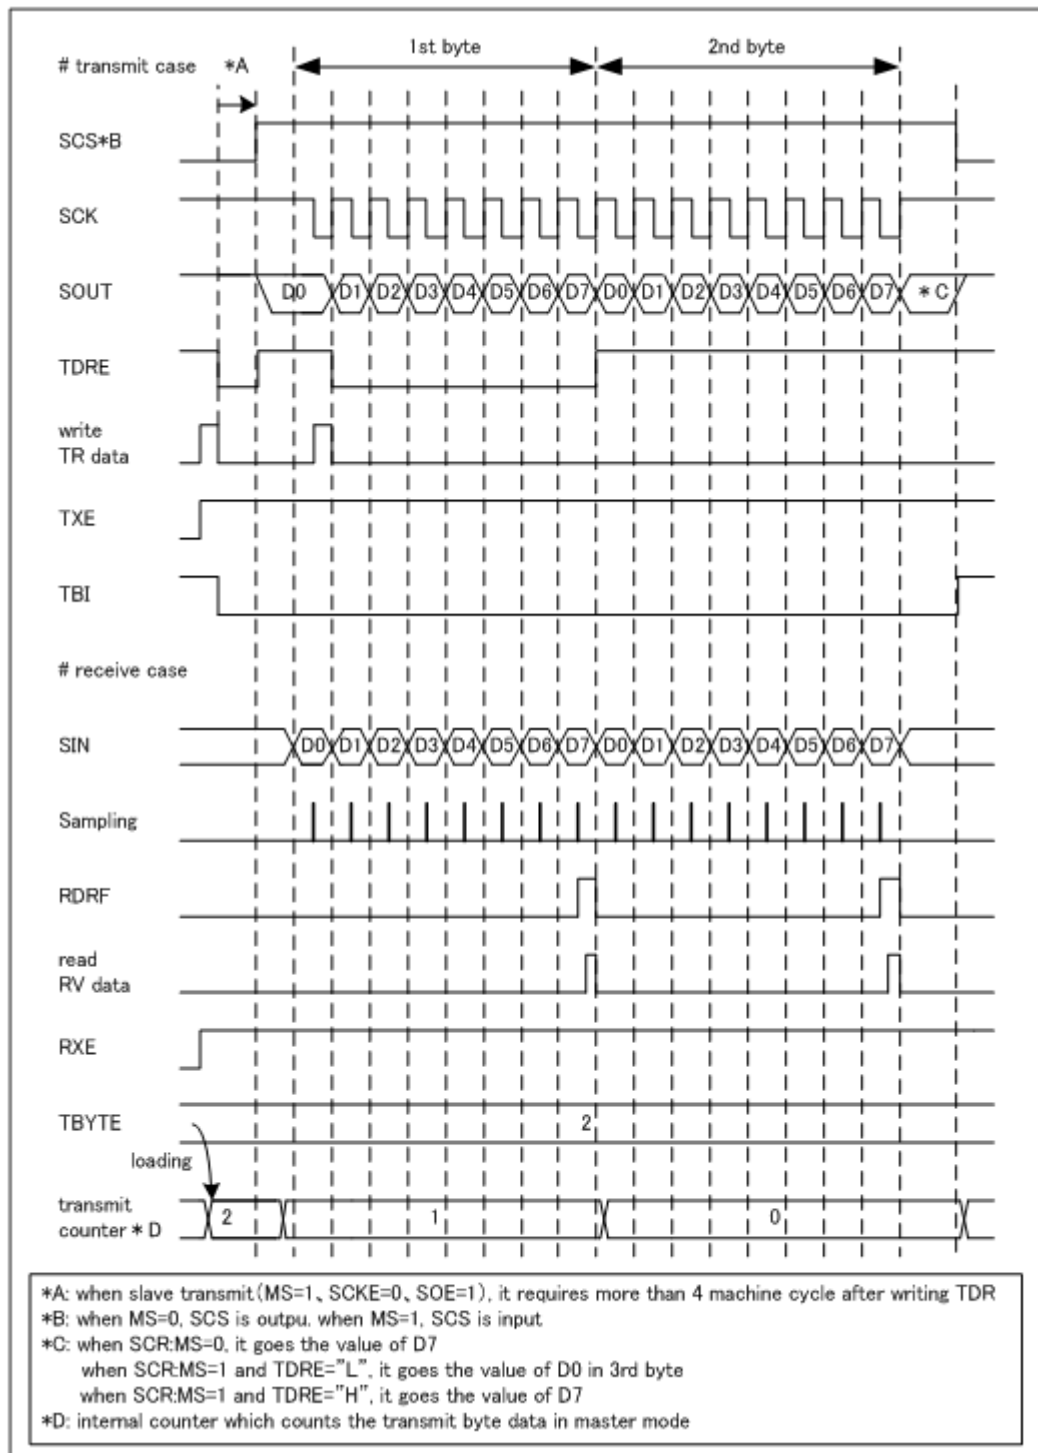 1st byte 2nd byte
# transmit case *A
SCS*B
SCK
SOUT D0 D1 D2 D3 D4 D5 D6 D7 D0 D1 D2 D3 D4 D5 D6 D7 *C
TDRE
write
TR data
TXE
TBI
# receive case
SIN D0 D1 D2 D3 D4 D5 D6 D7 D0 D1 D2 D3 D4 D5 D6 D7
Sampling
RDRF
read
RV data
RXE
TBYTE 2
loading
transmit
counter *D 2 1 0
*A: when slave transmit(MS=1、SCKE=0、SOE=1), it requires more than 4 machine cycle after writing TDR
*B: when MS=0, SCS is outpu, when MS=1, SCS is input
*C: when SCR:MS=0, it goes the value of D7
when SCR:MS=1 and TDRE="L", it goes the value of D0 in 3rd byte
when SCR:MS=1 and TDRE="H", it goes the value of D7
*D: internal counter which counts the transmit byte data in master mode